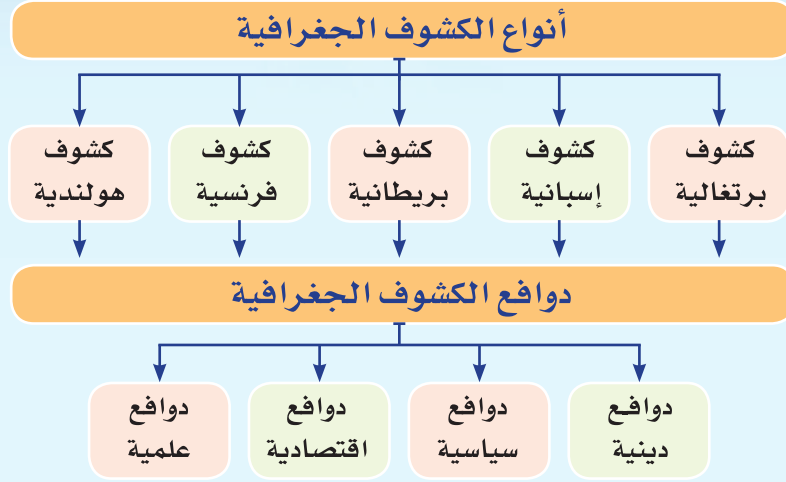 أنواع الكشوف الجغرافية
كشوف
برتغالية
كشوف
إسبانية
كشوف
بريطانية
كشوف
فرنسية
كشوف
هولندية
دوافع الكشوف الجغرافية
دوافع
دينية
دوافع
سياسية
دوافع
اقتصادية
دوافع
علمية